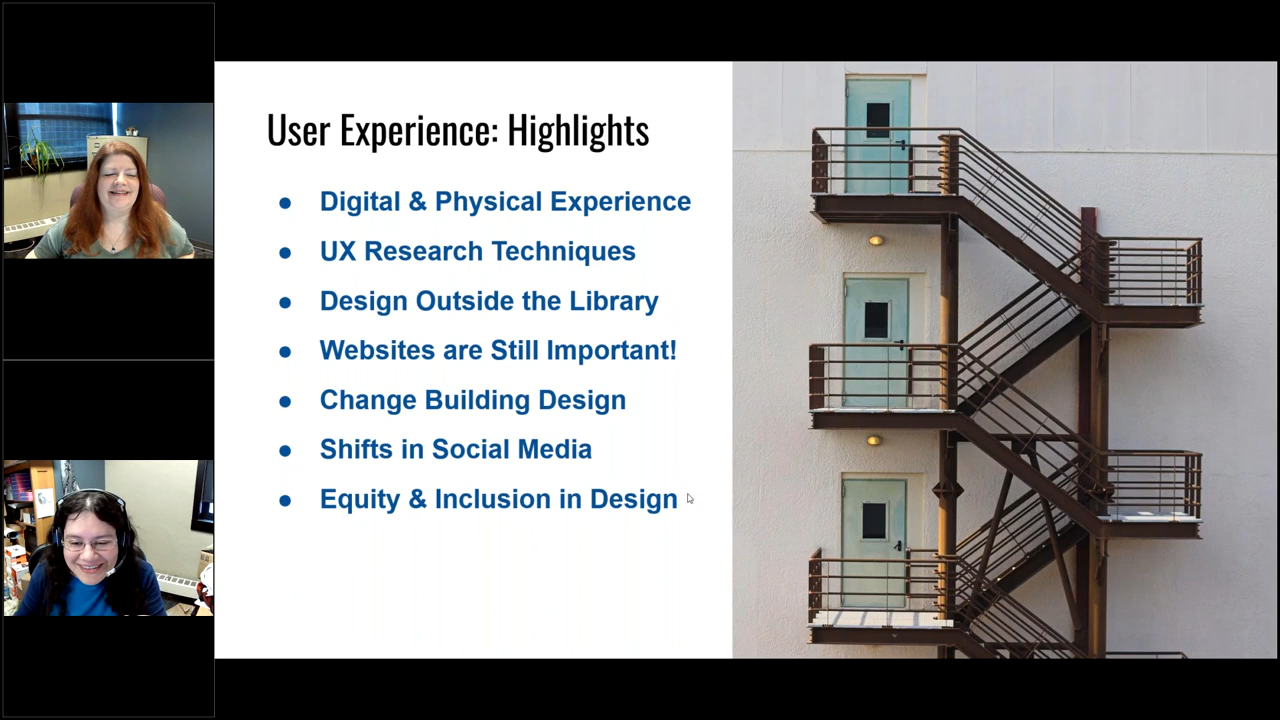 User Experience: Highlights
● Digital & Physical Experience
● UX Research Techniques
● Design Outside the Library
● Websites are Still Important!
● Change Building Design
● Shifts in Social Media
● Equity & Inclusion in Design